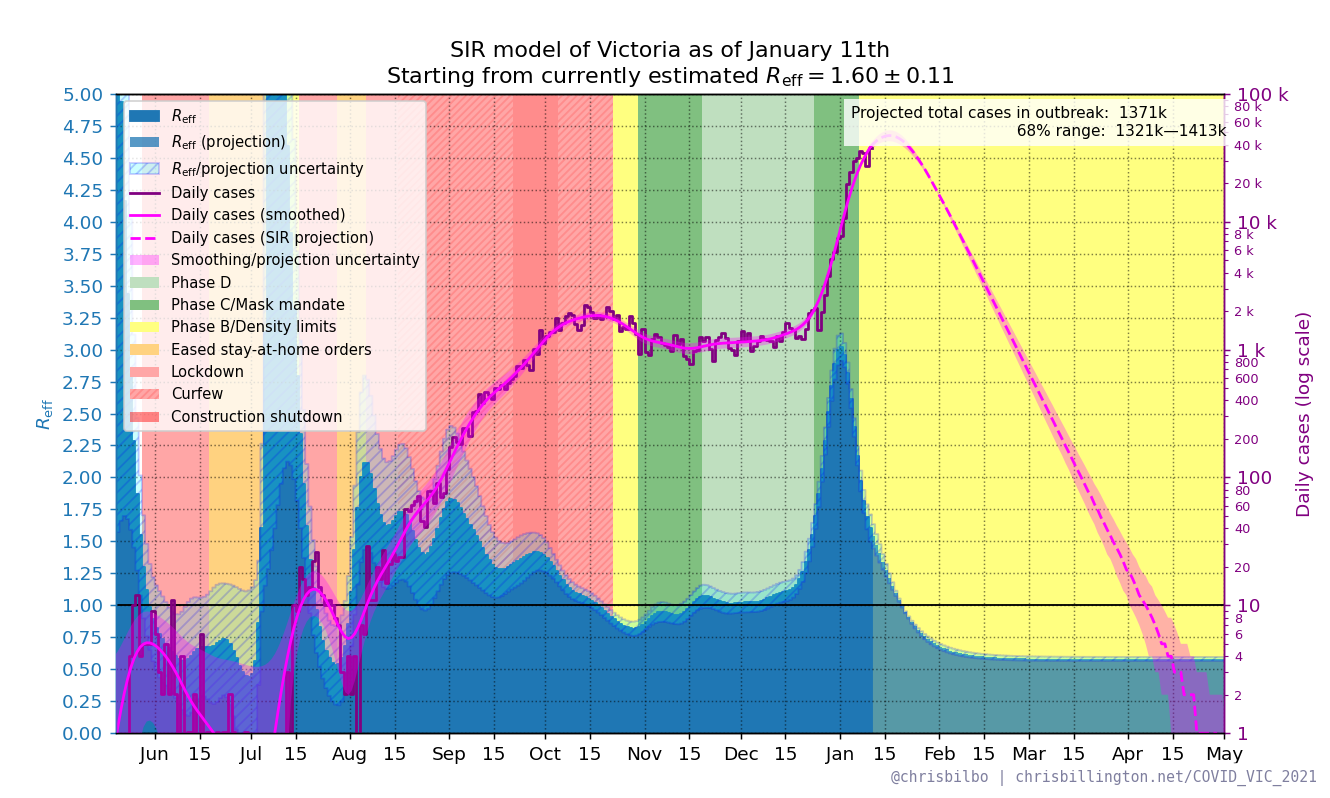 SIR model of Victoria as of January 11th
Starting from currently estimated Reff = 1.60 ± 0.11
Reff
Reff (projection)
Reff/projection uncertainty
Daily cases
Daily cases (smoothed)
Daily cases (SIR projection)
Smoothing/projection uncertainty
Phase D
Phase C/Mask mandate
Phase B/Density limits
Eased stay-at-home orders
Lockdown
Curfew
Construction shutdown
Projected total cases in outbreak: 1371k
68% range: 1321k—1413k
Reff
5.00
4.75
4.50
4.25
4.00
3.75
3.50
3.25
3.00
2.75
2.50
2.25
2.00
1.75
1.50
1.25
1.00
0.75
0.50
0.25
0.00
100 k
80 k
60 k
40 k
20 k
10 k
8 k
6 k
4 k
2 k
1 k
800
600
400
200
100
80
60
40
20
10
8
6
4
2
1
Daily cases (log scale)
Jun 15 Jul 15 Aug 15 Sep 15 Oct 15 Nov 15 Dec 15 Jan 15 Feb 15 Mar 15 Apr 15 May
@chrisbilbo | chrisbillington.net/COVID_VIC_2021